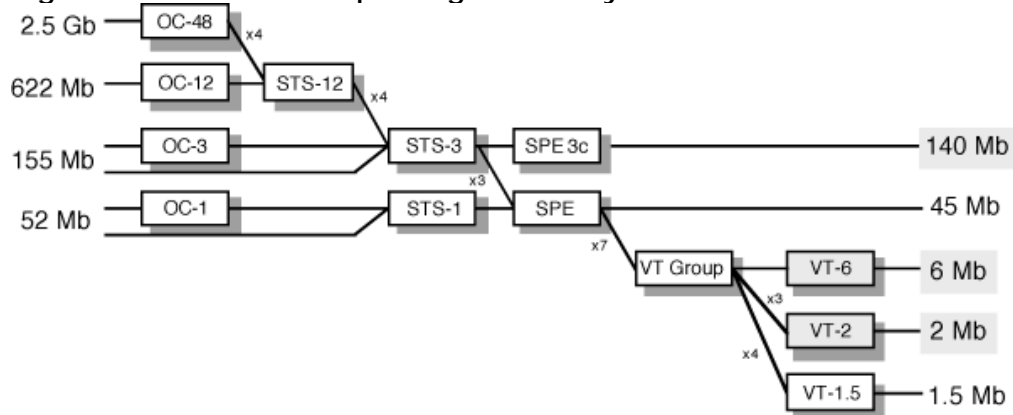 2.5 Gb OC-48
x4
622 Mb OC-12 STS-12
x4
155 Mb OC-3 STS-3 SPE 3c 140 Mb
x3
52 Mb OC-1 STS-1 SPE 45 Mb
x7
VT Group VT-6 6 Mb
x3
VT-2 2 Mb
x4
VT-1.5 1.5 Mb